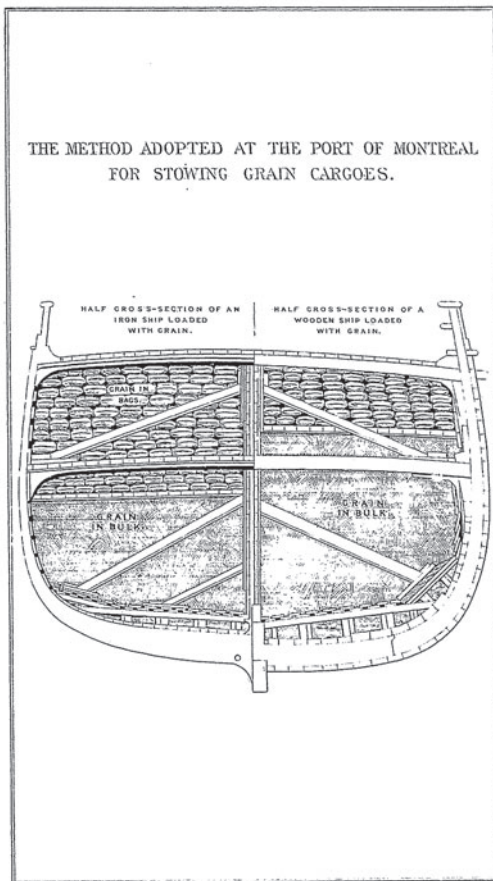 THE METHOD ADOPTED AT THE PORT OF MONTREAL
FOR STOWING GRAIN CARGOES.
HALF CROSS-SECTION OF AN
IRON SHIP LOADED
WITH GRAIN.
HALF CROSS-SECTION OF A
WOODEN SHIP LOADED
WITH GRAIN.
GRAIN IN
BAGS.
GRAIN
IN BULK.
GRAIN
IN BULK.